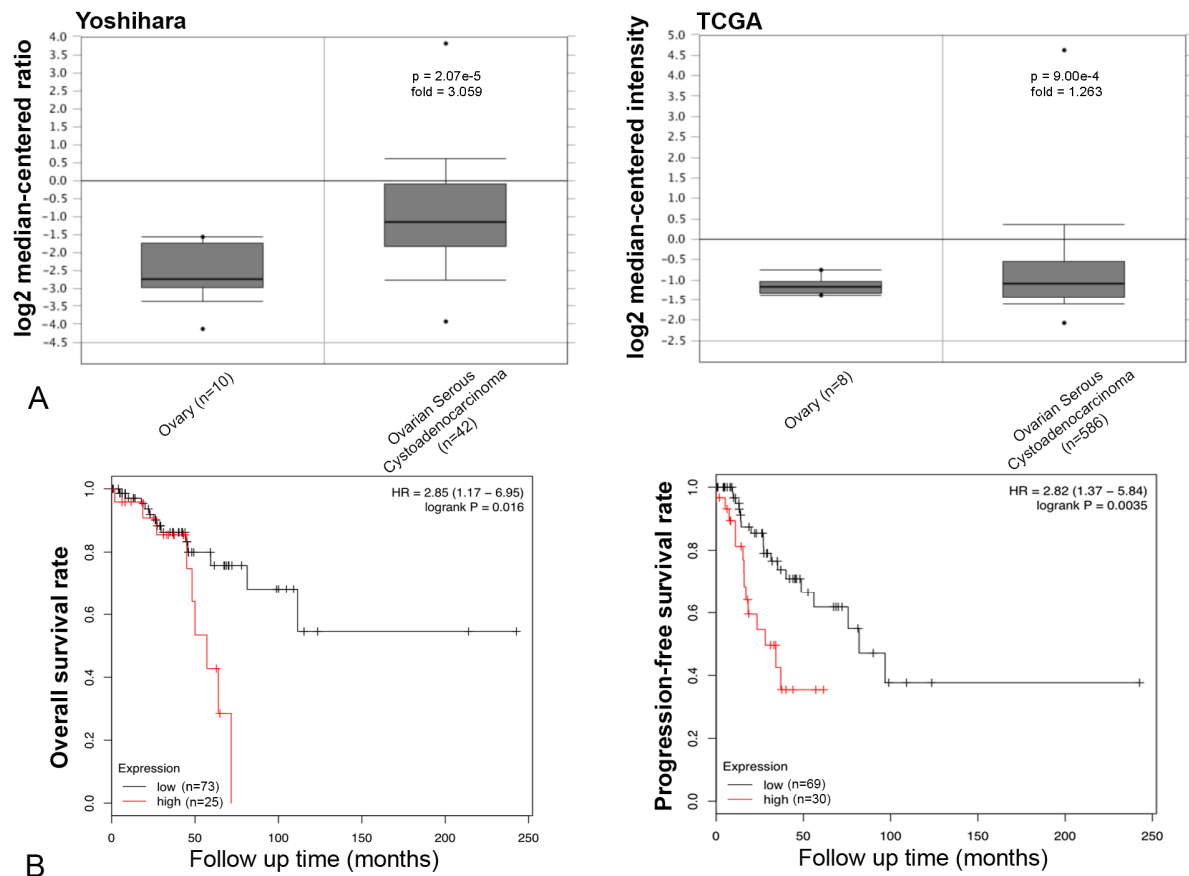 Yoshihara
log2 median-centered ratio
4.0
3.5
3.0
2.5
2.0
1.5
1.0
0.5
0.0
-0.5
-1.0
-1.5
-2.0
-2.5
-3.0
-3.5
-4.0
-4.5
p = 2.07e-5
fold = 3.059
Ovary (n=10)
Ovarian Serous
Cystoadenocarcinoma
(n=42)
TCGA
log2 median-centered intensity
5.0
4.5
4.0
3.5
3.0
2.5
2.0
1.5
1.0
0.5
0.0
-0.5
-1.0
-1.5
-2.0
-2.5
p = 9.00e-4
fold = 1.263
Ovary (n=8)
Ovarian Serous
Cystoadenocarcinoma
(n=586)
A
Overall survival rate
1.0
0.8
0.6
0.4
0.2
0.0
HR = 2.85 (1.17 – 6.95)
logrank P = 0.016
Expression
low (n=73)
high (n=25)
0 50 100 150 200 250
Follow up time (months)
Progression-free survival rate
1.0
0.8
0.6
0.4
0.2
0.0
HR = 2.82 (1.37 – 5.84)
logrank P = 0.0035
Expression
low (n=69)
high (n=30)
0 50 100 150 200 250
Follow up time (months)
B